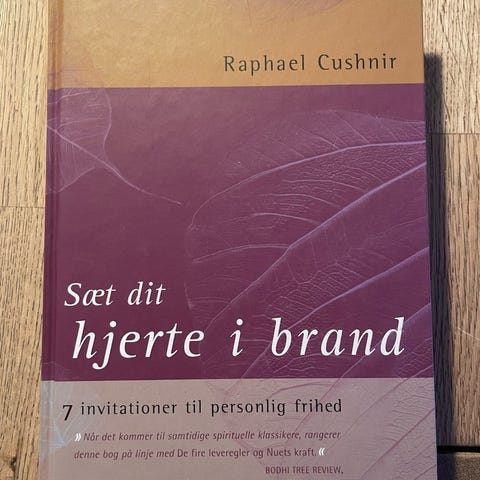 Raphael Cushnir
Sæt dit
hjerte i brand
7 invitationer til personlig frihed
» Når det kommer til samtidige spirituelle klassikere, rangerer
denne bog på linje med De fire leveregler og Nuets kraft. «
BODHI TREE REVIEW,